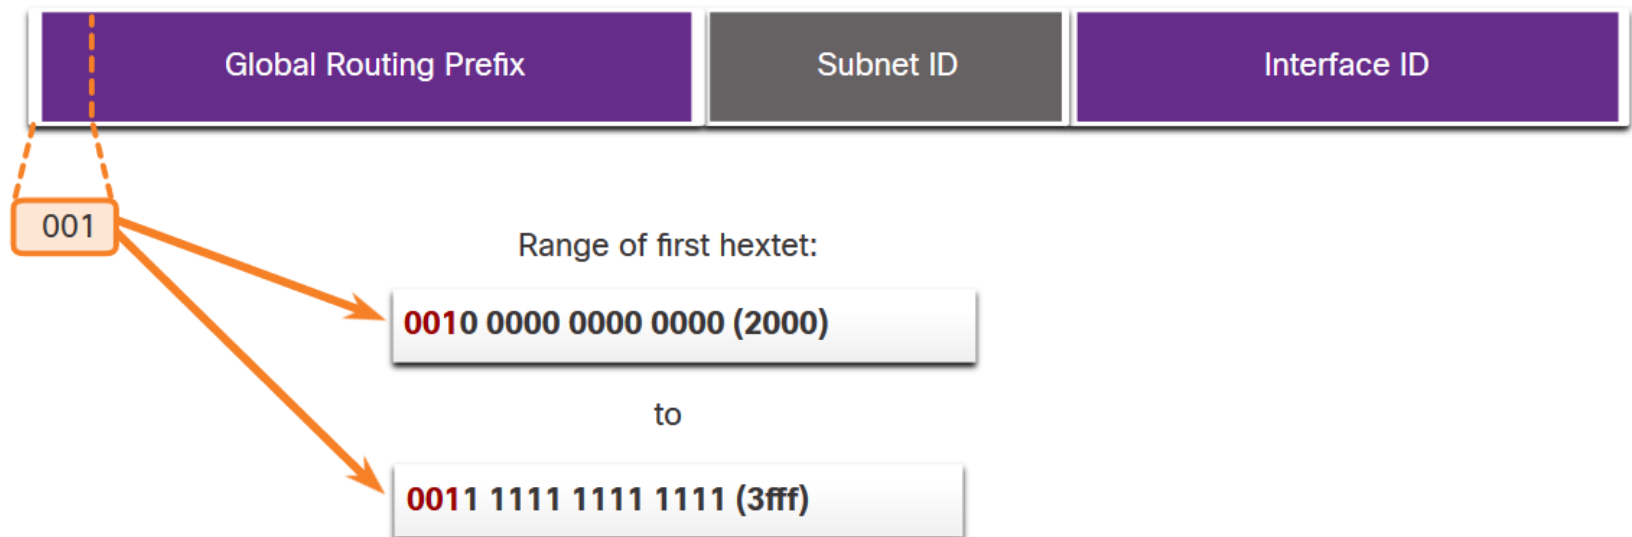 Global Routing Prefix
Subnet ID
Interface ID
001
Range of first hextet:
0010 0000 0000 0000 (2000)
to
0011 1111 1111 1111 (3fff)